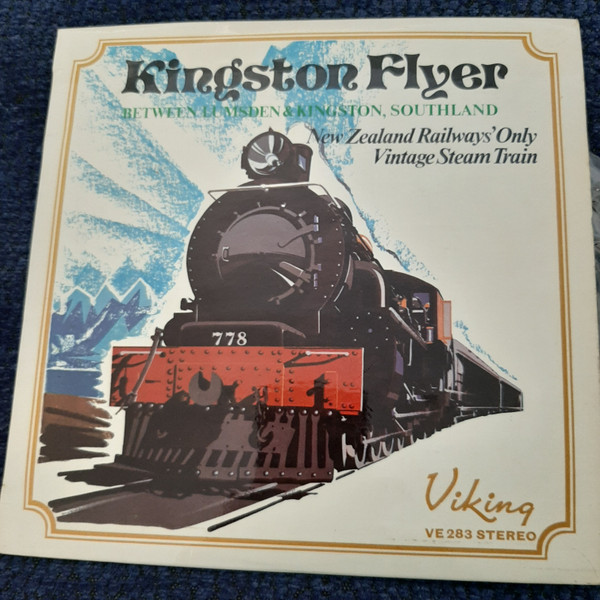 Kingston Flyer
BETWEEN LUMSDEN & KINGSTON, SOUTHLAND
New Zealand Railways' Only
Vintage Steam Train
778
Viking
VE 283 STEREO